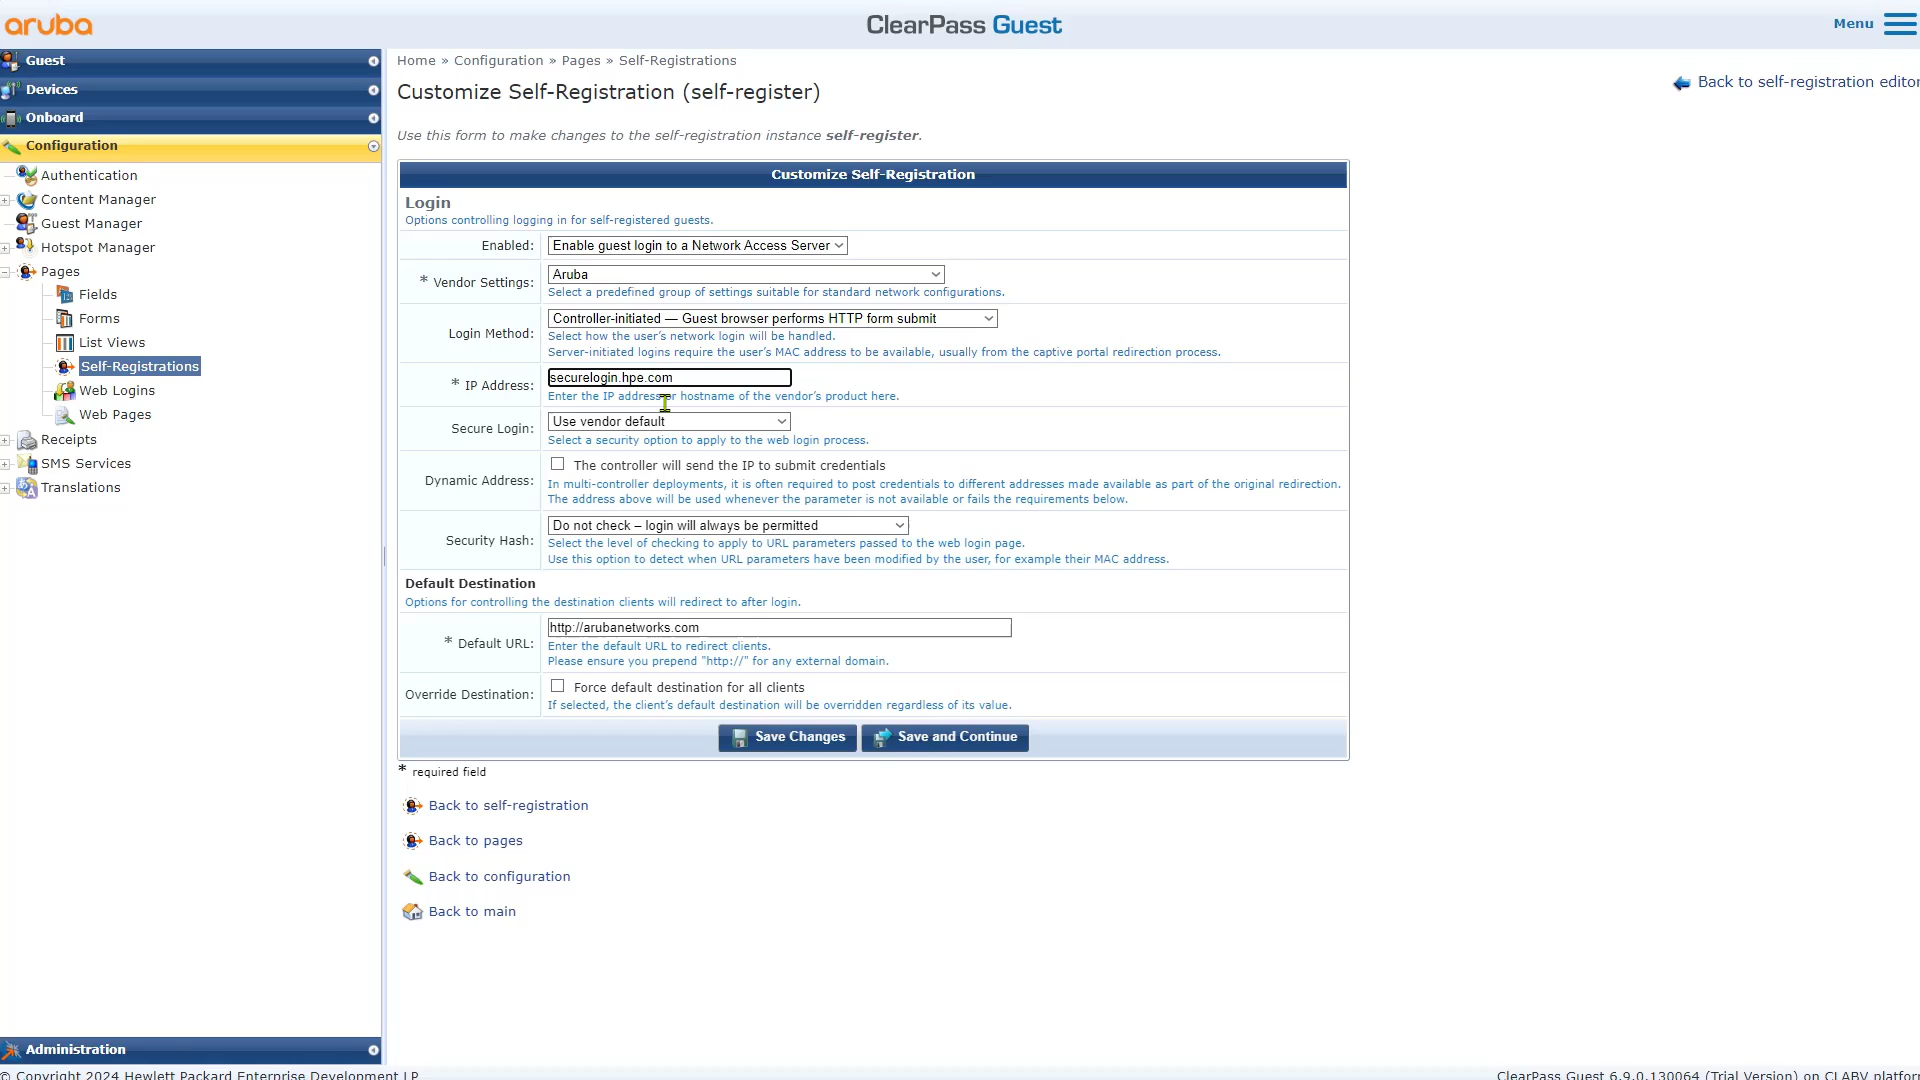 aruba
ClearPass Guest
Menu
Guest
Devices
Onboard
Configuration
Authentication
Content Manager
Guest Manager
Hotspot Manager
Pages
Fields
Forms
List Views
Self-Registrations
Web Logins
Web Pages
Receipts
SMS Services
Translations
Administration
Home » Configuration » Pages » Self-Registrations
Customize Self-Registration (self-register)
Back to self-registration editor
Use this form to make changes to the self-registration instance self-register.
Customize Self-Registration
Login
Options controlling logging in for self-registered guests.
Enabled: Enable guest login to a Network Access Server
* Vendor Settings: Aruba
Select a predefined group of settings suitable for standard network configurations.
Login Method: Controller-initiated — Guest browser performs HTTP form submit
Select how the user's network login will be handled.
Server-initiated logins require the user's MAC address to be available, usually from the captive portal redirection process.
* IP Address: securelogin.hpe.com
Enter the IP address or hostname of the vendor's product here.
Secure Login: Use vendor default
Select a security option to apply to the web login process.
Dynamic Address: The controller will send the IP to submit credentials
In multi-controller deployments, it is often required to post credentials to different addresses made available as part of the original redirection.
The address above will be used whenever the parameter is not available or fails the requirements below.
Security Hash: Do not check – login will always be permitted
Select the level of checking to apply to URL parameters passed to the web login page.
Use this option to detect when URL parameters have been modified by the user, for example their MAC address.
Default Destination
Options for controlling the destination clients will redirect to after login.
* Default URL: http://arubanetworks.com
Enter the default URL to redirect clients.
Please ensure you prepend "http://" for any external domain.
Override Destination: Force default destination for all clients
If selected, the client's default destination will be overridden regardless of its value.
Save Changes
Save and Continue
* required field
Back to self-registration
Back to pages
Back to configuration
Back to main
© Copyright 2024 Hewlett Packard Enterprise Development LP
ClearPass Guest 6.9.0.130064 (Trial Version) on CLABV platfor